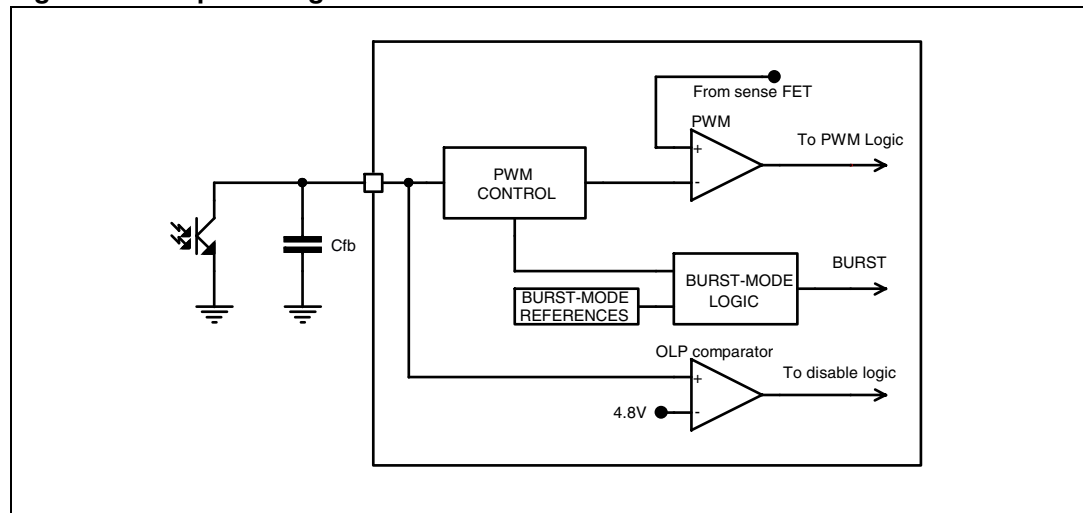 From sense FET
PWM
+
-
To PWM Logic
PWM
CONTROL
Cfb
BURST
BURST-MODE
LOGIC
BURST-MODE
REFERENCES
OLP comparator
+
To disable logic
4.8V
-